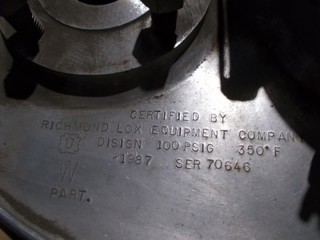 CERTIFIED BY
RICHMOND LOX EQUIPMENT COMPAN
U DISIGN 100 PSIG 350°F
1987 SER 70646
W
PART.